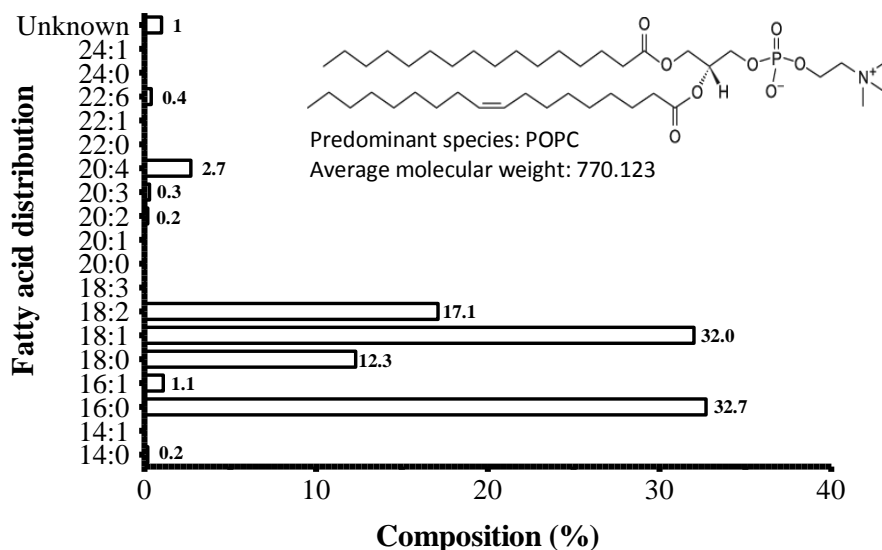 Fatty acid distribution
Unknown
24:1
24:0
22:6
22:1
22:0
20:4
20:3
20:2
20:1
20:0
18:3
18:2
18:1
18:0
16:1
16:0
14:1
14:0
1
0.4
2.7
0.3
0.2
17.1
32.0
12.3
1.1
32.7
0.2
O
O
O
O
H
O
P
O
O
O⁻
N⁺
Predominant species: POPC
Average molecular weight: 770.123
0
10
20
30
40
Composition (%)